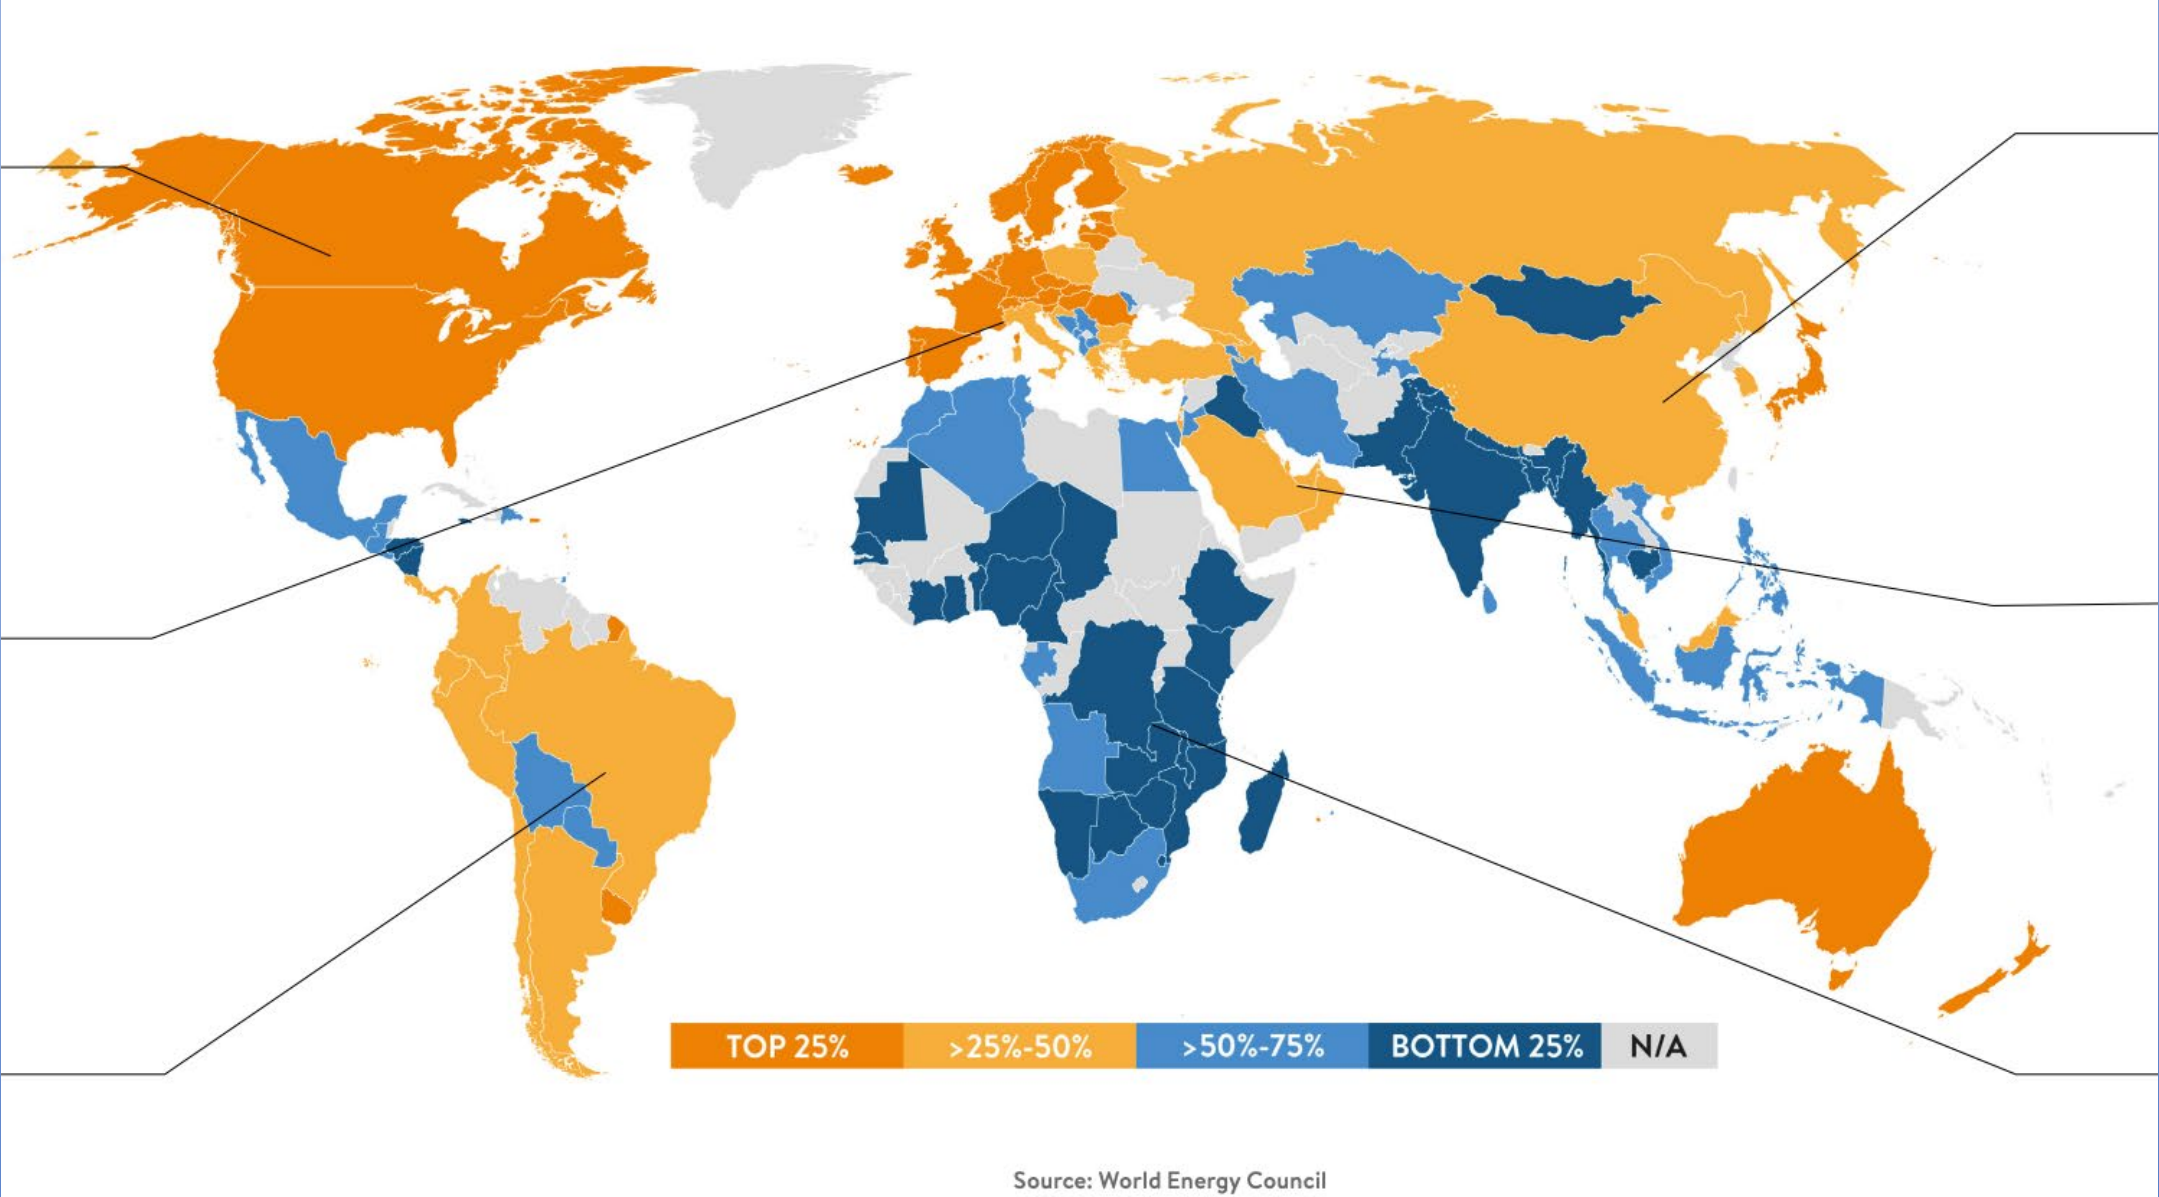 TOP 25% >25%-50% >50%-75% BOTTOM 25% N/A
Source: World Energy Council